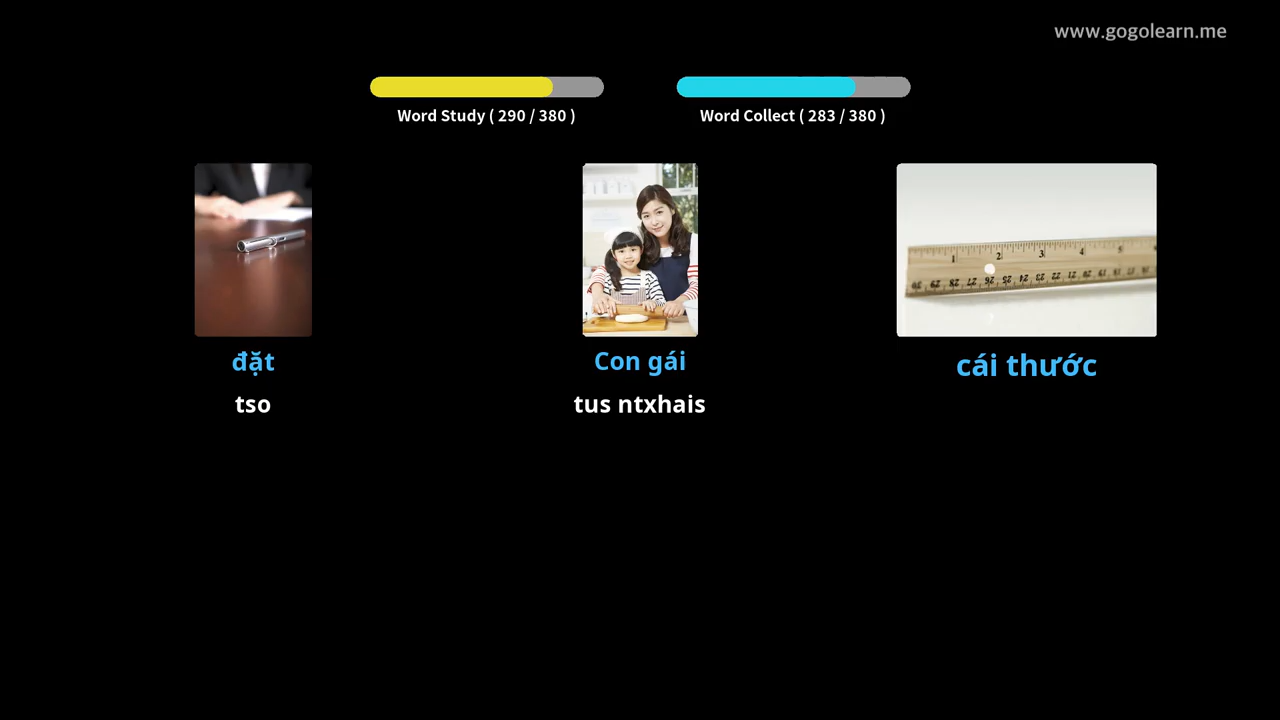 www.gogolearn.me
Word Study ( 290 / 380 )
Word Collect ( 283 / 380 )
đặt
Con gái
cái thước
tso
tus ntxhais